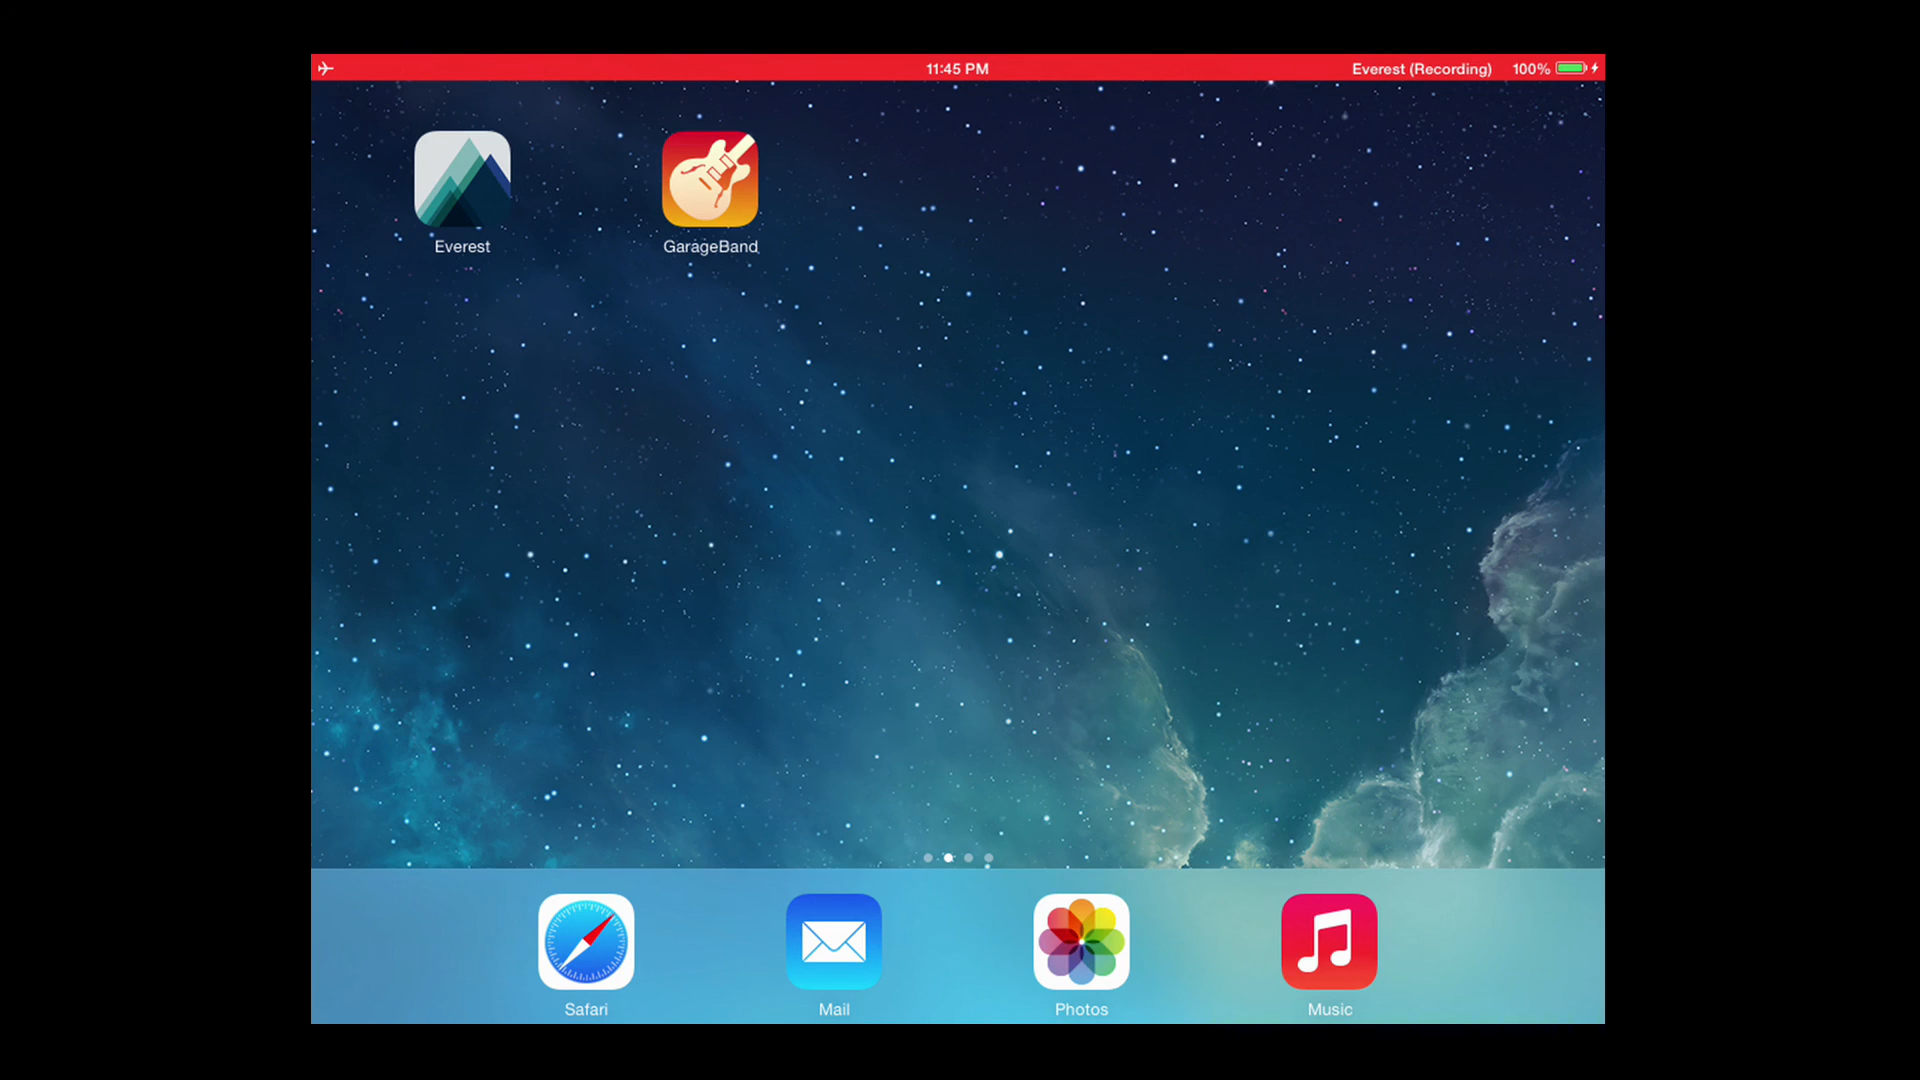 11:45 PM
Everest (Recording) 100%
Everest
GarageBand
Safari
Mail
Photos
Music